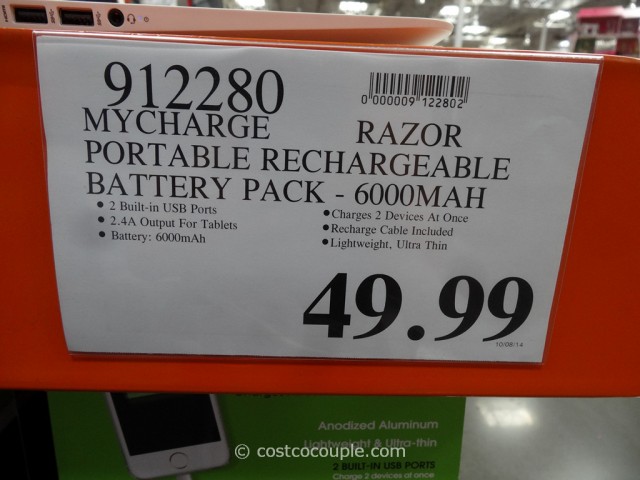 912280
0 000009 122802
MYCHARGE RAZOR
PORTABLE RECHARGEABLE
BATTERY PACK - 6000MAH
• 2 Built-in USB Ports
• 2.4A Output For Tablets
• Battery: 6000mAh
• Charges 2 Devices At Once
• Recharge Cable Included
• Lightweight, Ultra Thin
49.99
10/08/14
Anodized Aluminum
Lightweight & Ultra-thin
2 BUILT-IN USB PORTS
Charge 2 devices at once
© costcocouple.com